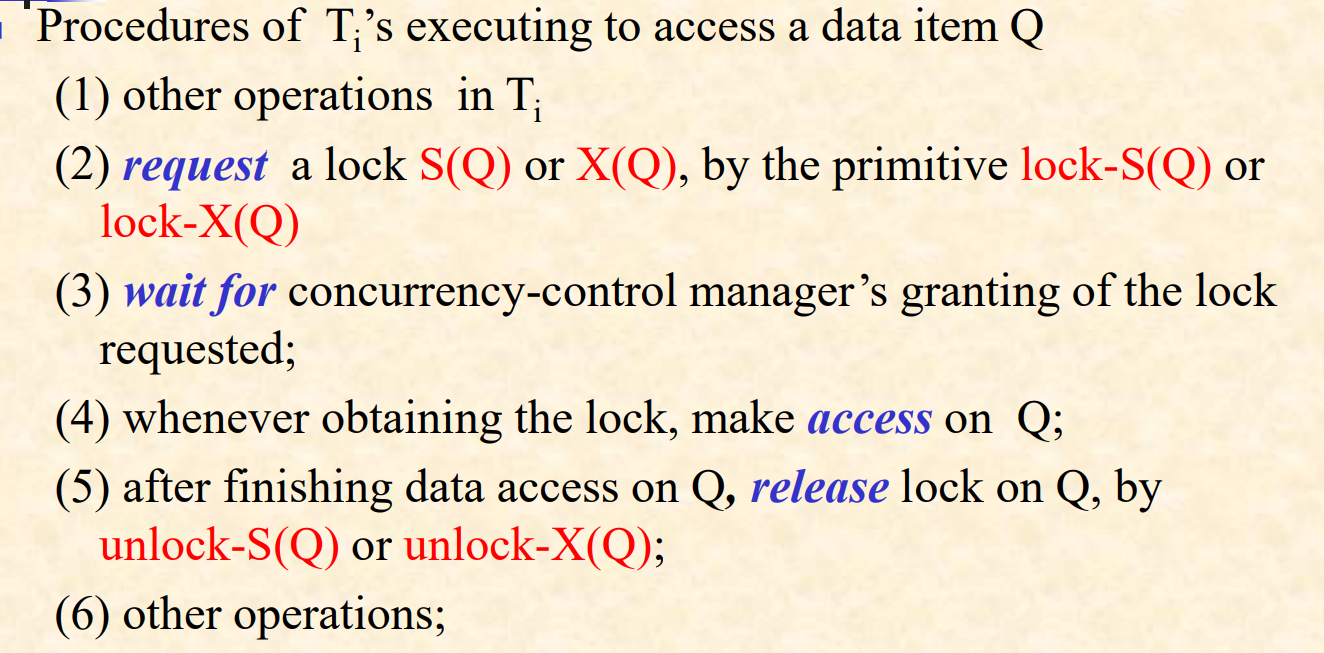 Procedures of Ti's executing to access a data item Q
(1) other operations in Ti
(2) request a lock S(Q) or X(Q), by the primitive lock-S(Q) or
lock-X(Q)
(3) wait for concurrency-control manager's granting of the lock
requested;
(4) whenever obtaining the lock, make access on Q;
(5) after finishing data access on Q, release lock on Q, by
unlock-S(Q) or unlock-X(Q);
(6) other operations;